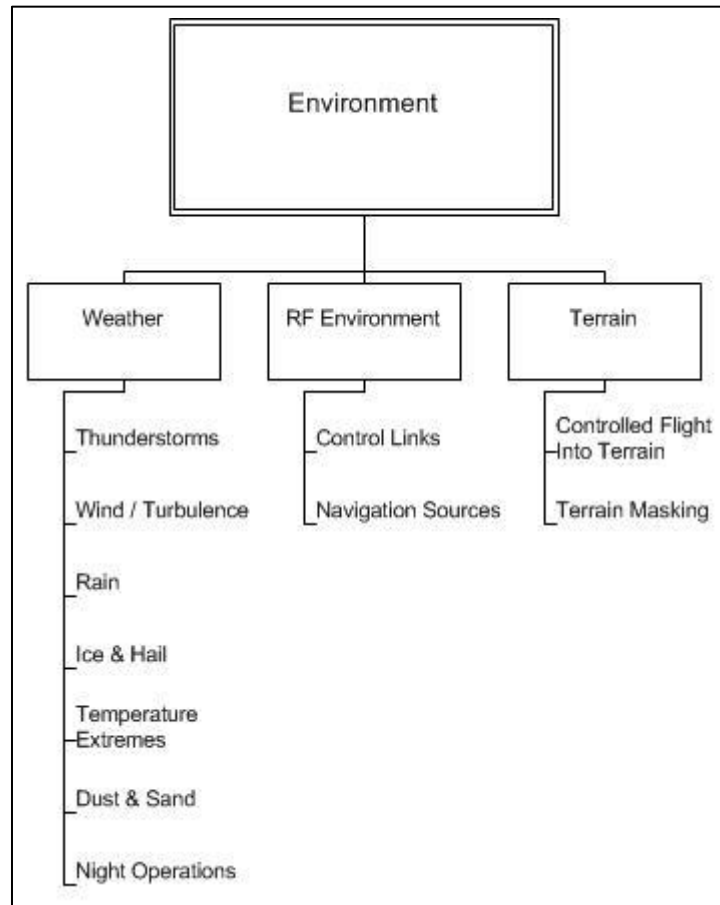 Environment
Weather
RF Environment
Terrain
Thunderstorms
Wind / Turbulence
Rain
Ice & Hail
Temperature
Extremes
Dust & Sand
Night Operations
Control Links
Navigation Sources
Controlled Flight
Into Terrain
Terrain Masking